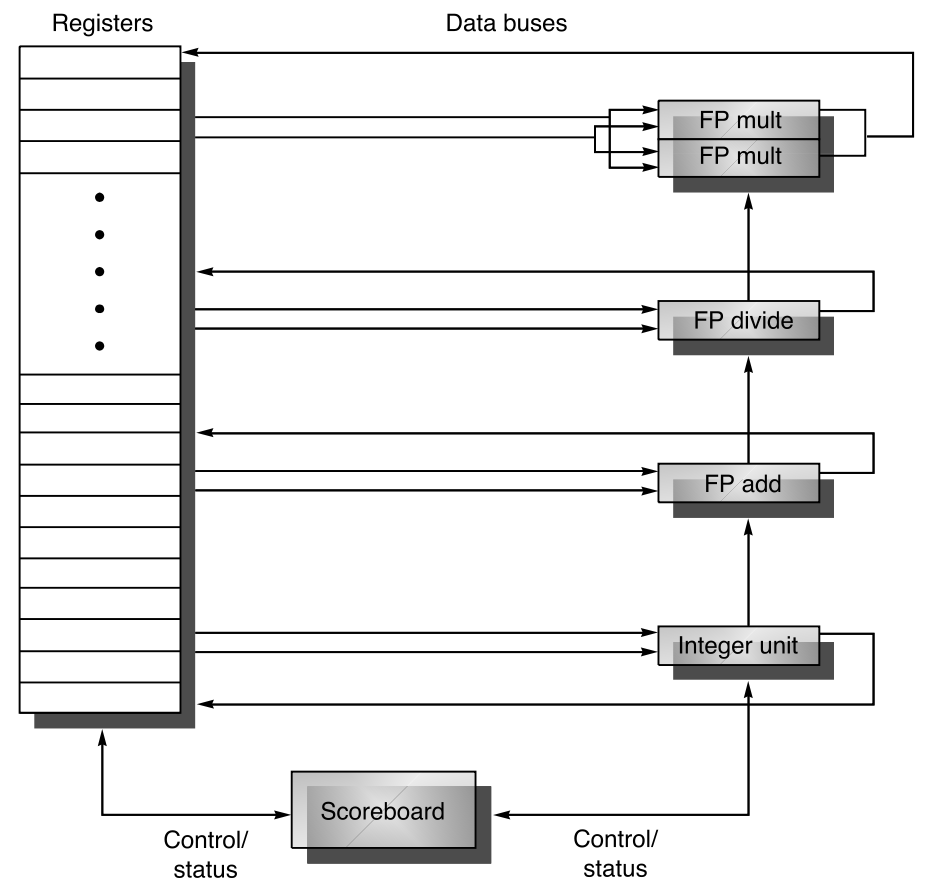 Registers
Data buses
FP mult
FP mult
FP divide
FP add
Integer unit
Scoreboard
Control/
status
Control/
status